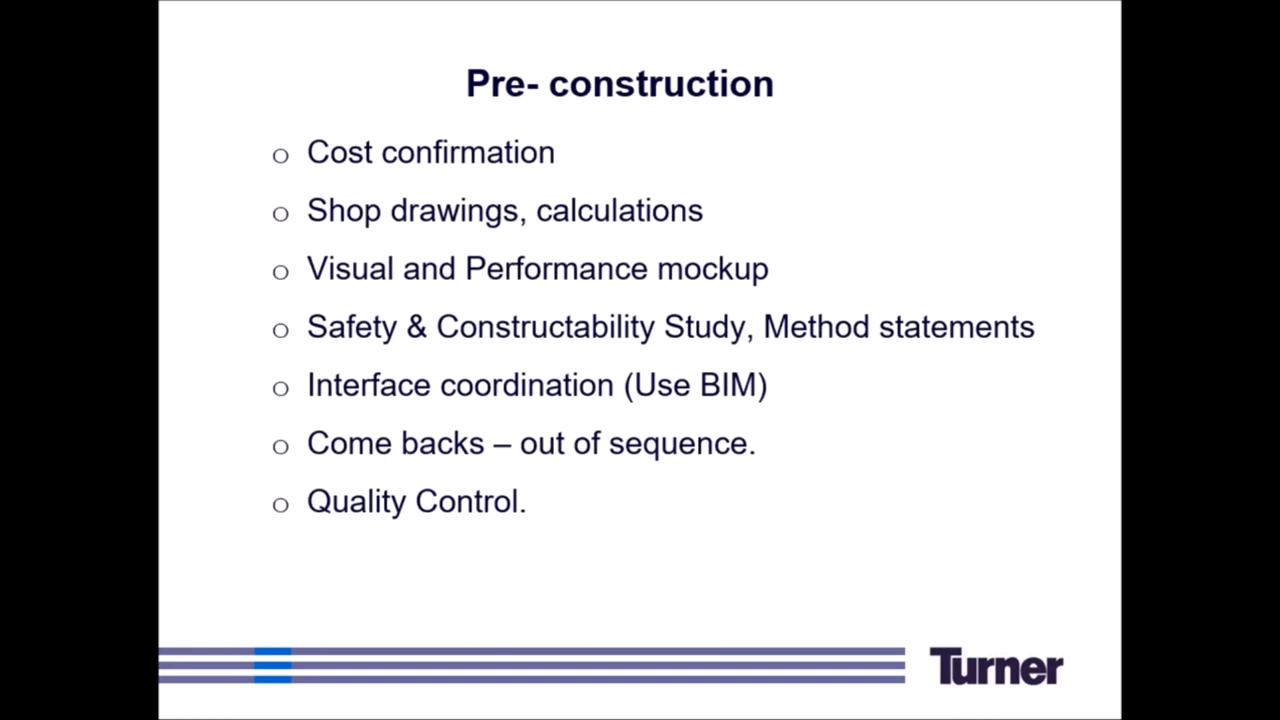 Pre- construction
o Cost confirmation
o Shop drawings, calculations
o Visual and Performance mockup
o Safety & Constructability Study, Method statements
o Interface coordination (Use BIM)
o Come backs – out of sequence.
o Quality Control.
Turner